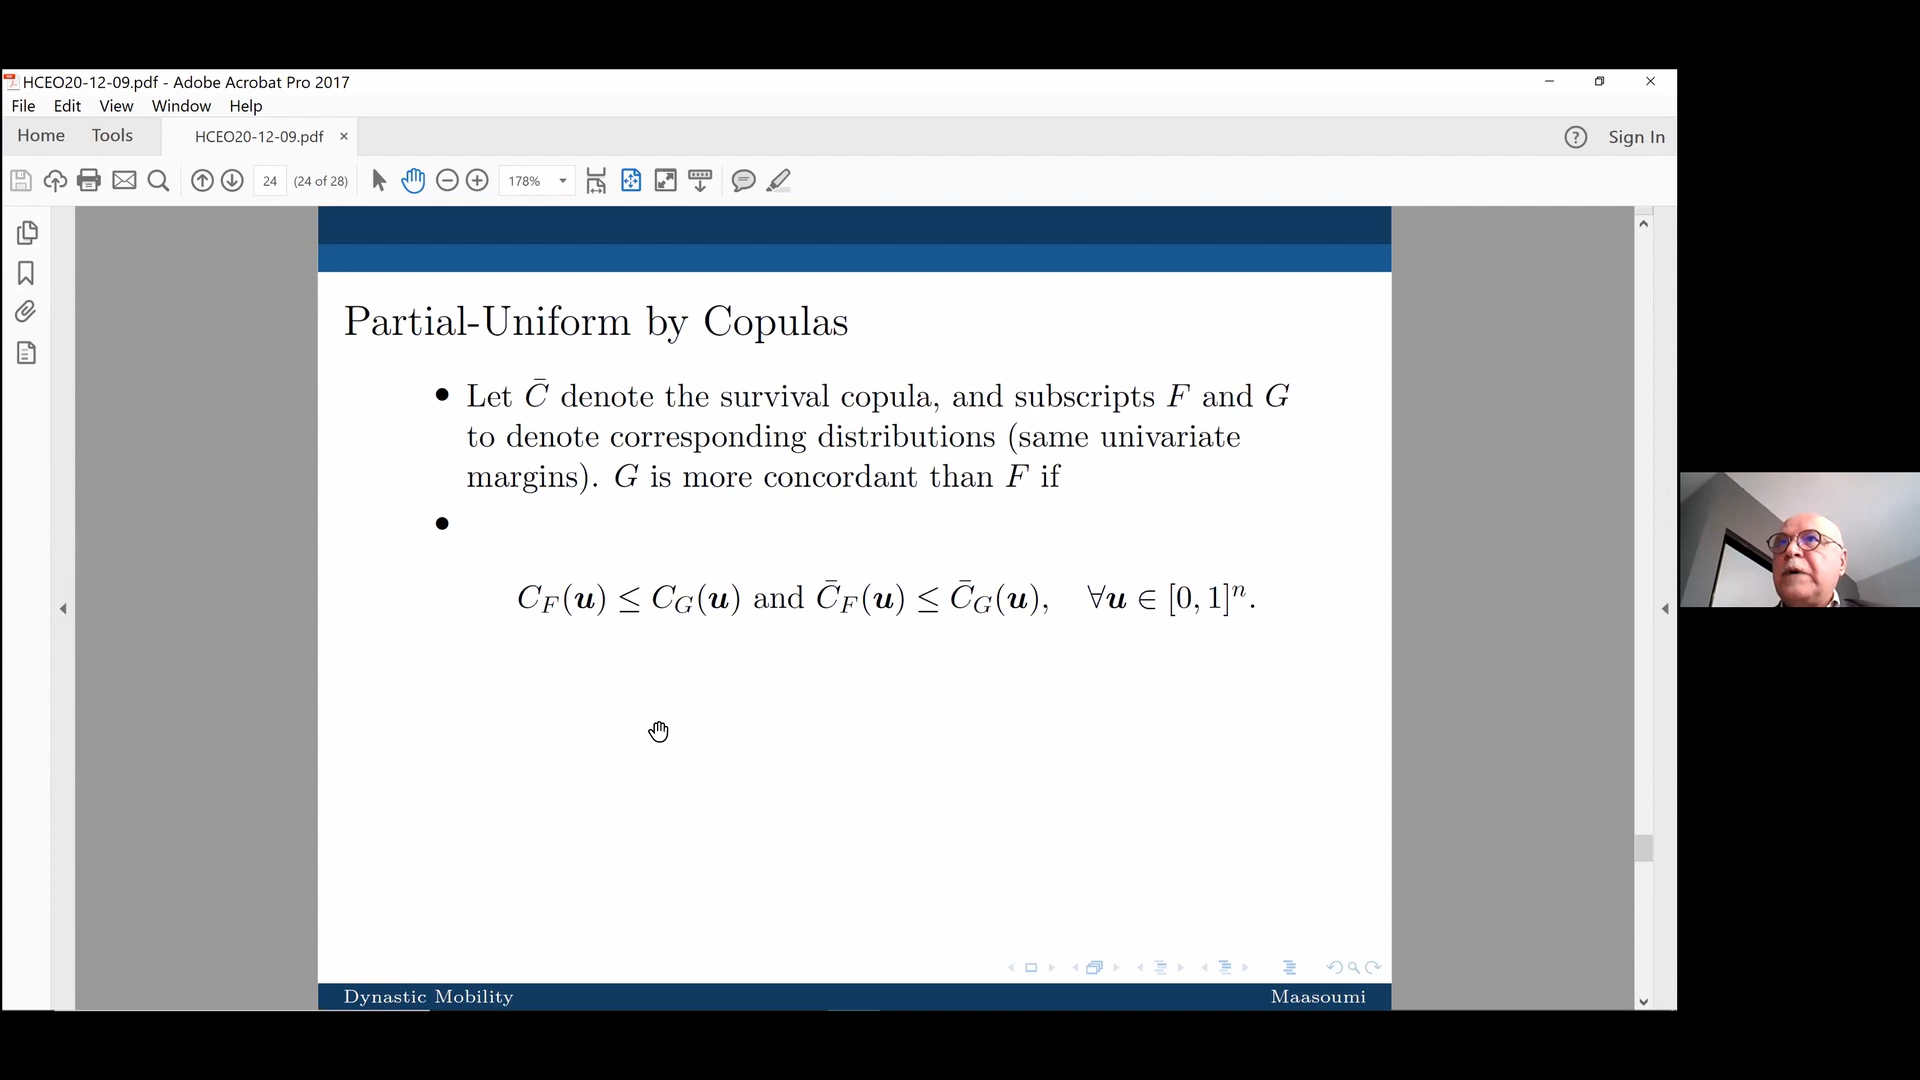 HCEO20-12-09.pdf - Adobe Acrobat Pro 2017
File Edit View Window Help
Home Tools HCEO20-12-09.pdf × ? Sign In
24 (24 of 28) 178%
Partial-Uniform by Copulas
• Let C̄ denote the survival copula, and subscripts F and G
to denote corresponding distributions (same univariate
margins). G is more concordant than F if
•
C_F(u) ≤ C_G(u) and C̄_F(u) ≤ C̄_G(u), ∀u ∈ [0, 1]^n.
Dynastic Mobility Maasoumi